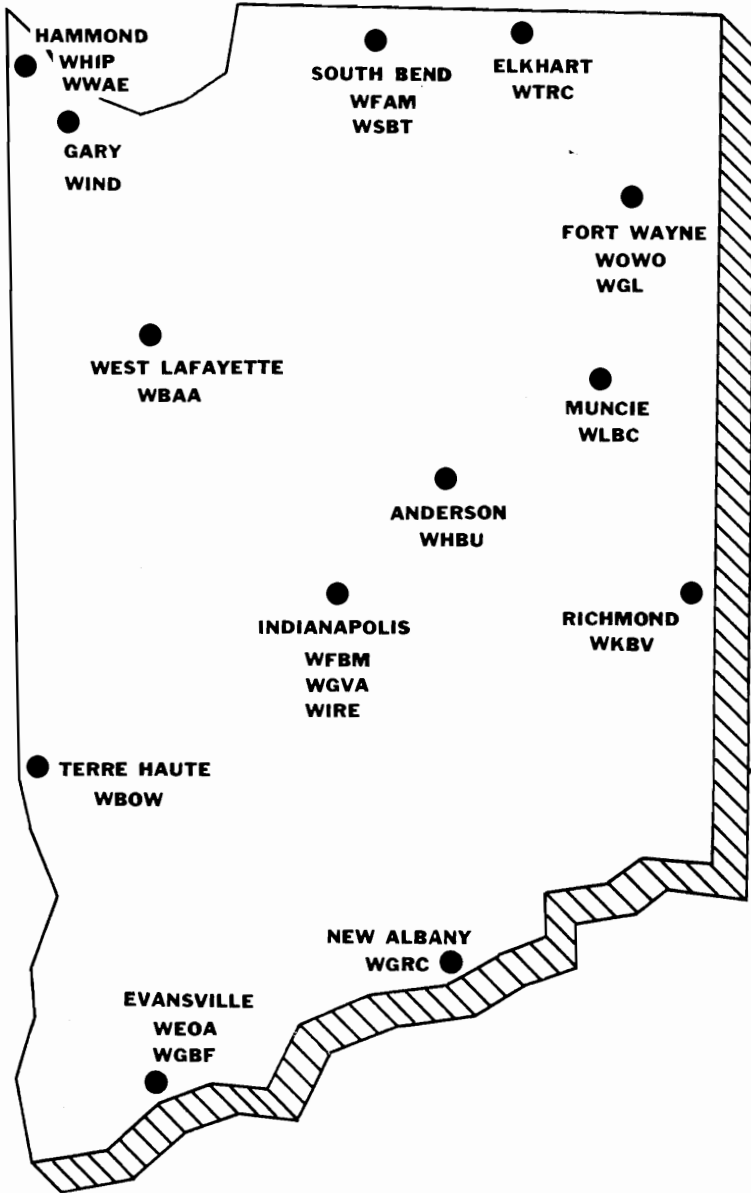 HAMMOND
WHIP
WWAE
SOUTH BEND
WFAM
WSBT
ELKHART
WTRC
GARY
WIND
FORT WAYNE
WOWO
WGL
WEST LAFAYETTE
WBAA
MUNCIE
WLBC
ANDERSON
WHBU
INDIANAPOLIS
WFBM
WGVA
WIRE
RICHMOND
WKBV
TERRE HAUTE
WBOW
NEW ALBANY
WGRC
EVANSVILLE
WEOA
WGBF